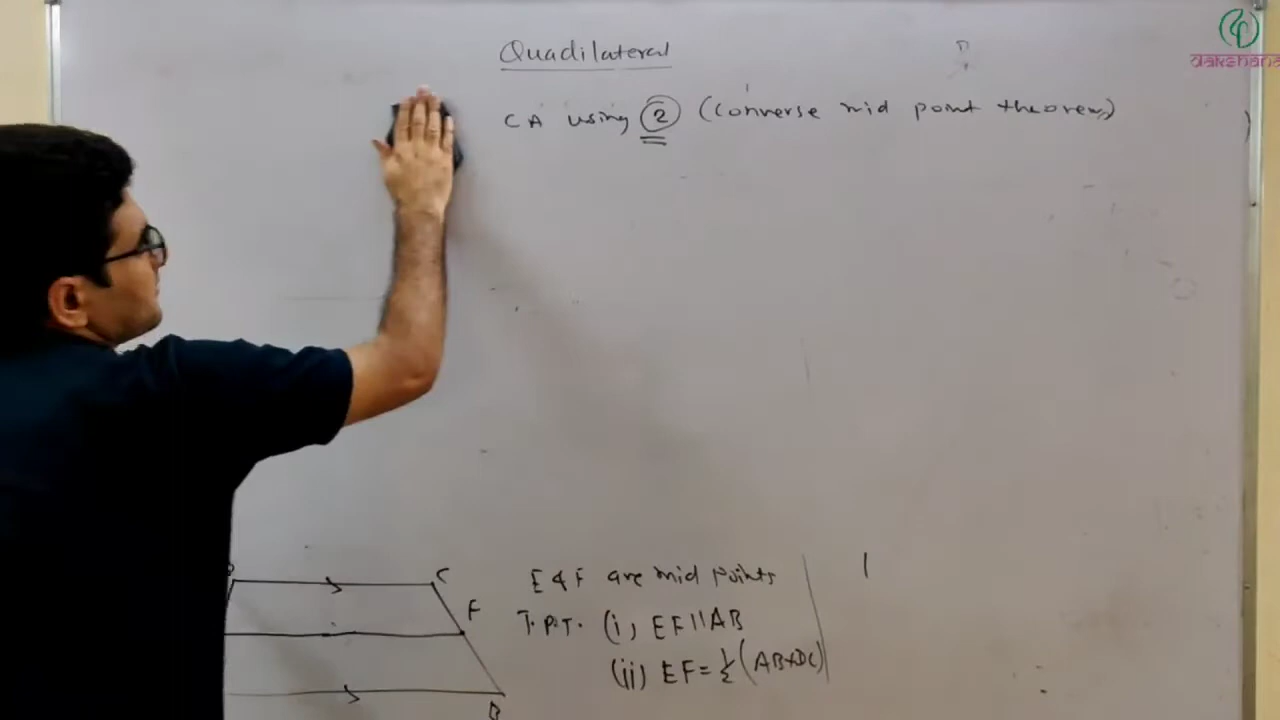 Quadilateral
dakshana
D
CA using 2 (Converse mid point theorem)
C
E & F are mid points
F
T.P.T. (i) EF || AB
(ii) EF = 1/2 (AB+DC)
B